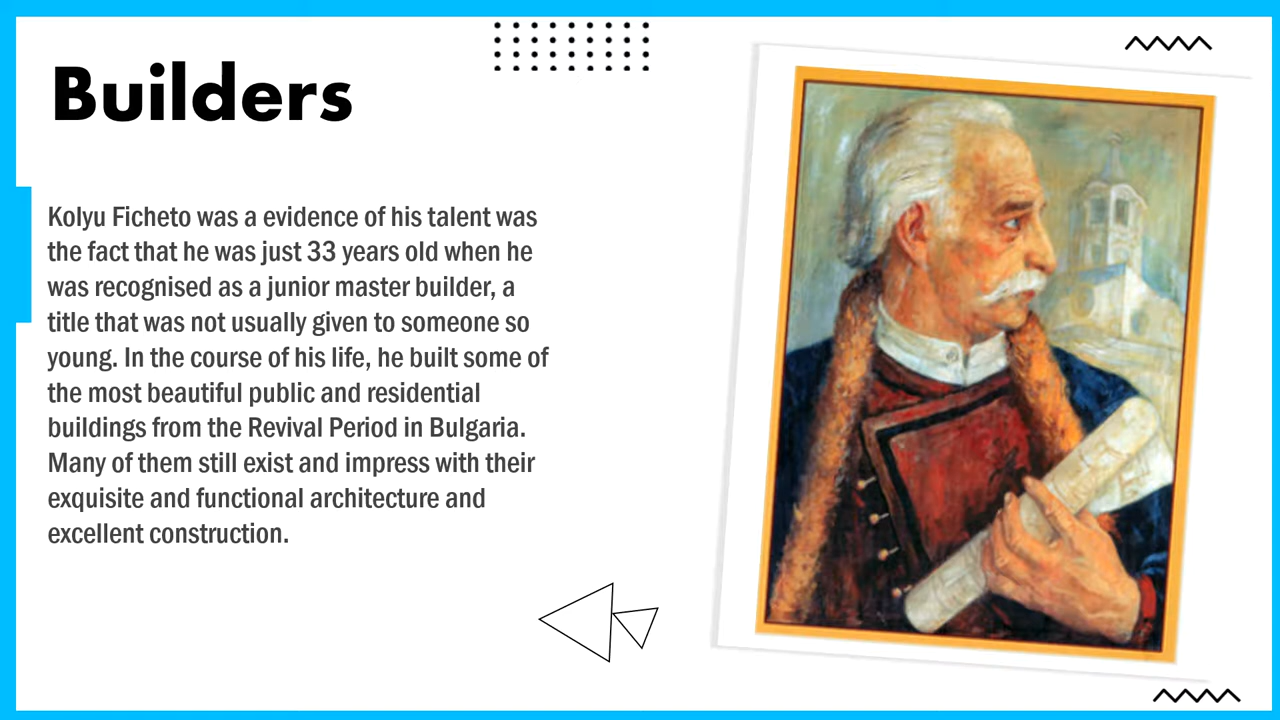 Builders
Kolyu Ficheto was a evidence of his talent was
the fact that he was just 33 years old when he
was recognised as a junior master builder, a
title that was not usually given to someone so
young. In the course of his life, he built some of
the most beautiful public and residential
buildings from the Revival Period in Bulgaria.
Many of them still exist and impress with their
exquisite and functional architecture and
excellent construction.